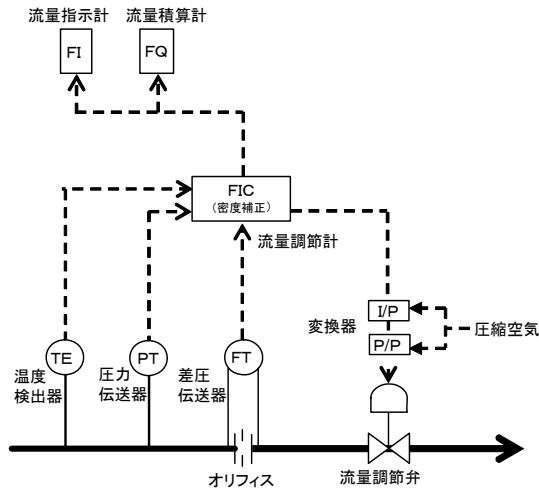 流量指示計
流量積算計
FI
FQ
FIC
(密度補正)
流量調節計
I/P
変換器
P/P
圧縮空気
TE
PT
FT
温度
検出器
圧力
伝送器
差圧
伝送器
オリフィス
流量調節弁